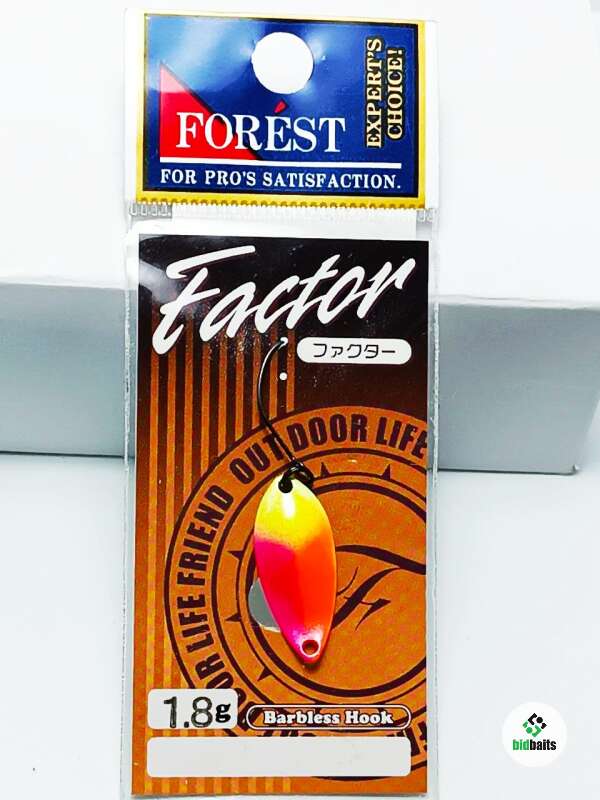 FORÉST
EXPERT'S
CHOICE!
FOR PRO'S SATISFACTION.
Factor
ファクター
OUTDOOR LIFE
OUTDOOR LIFE FRIEND
1.8g
Barbless Hook
bidbaits